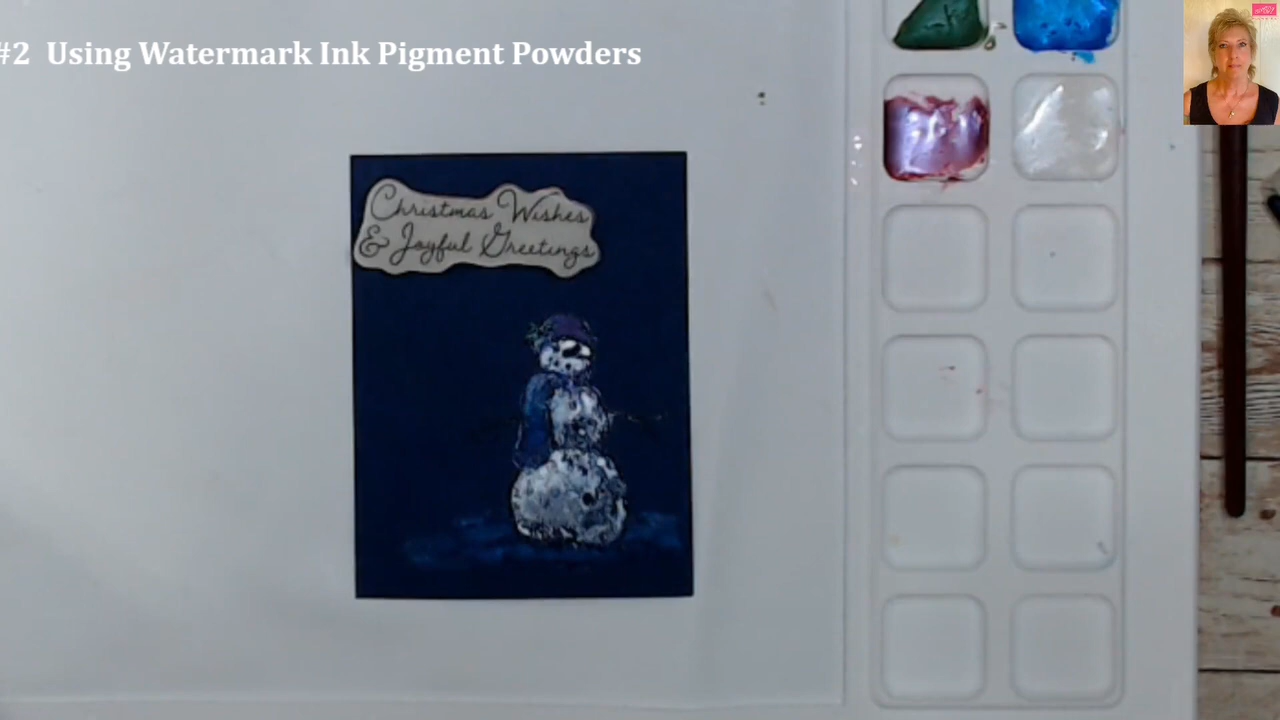 #2 Using Watermark Ink Pigment Powders
Christmas Wishes
& Joyful Greetings